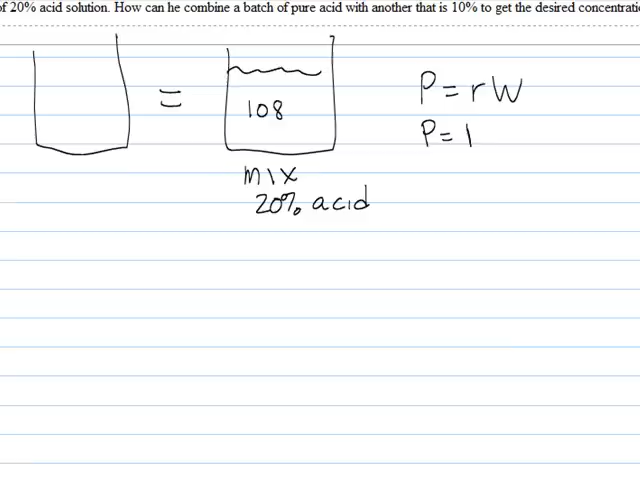 of 20% acid solution. How can he combine a batch of pure acid with another that is 10% to get the desired
= 108 P = rW
P = 1
mix
20% acid